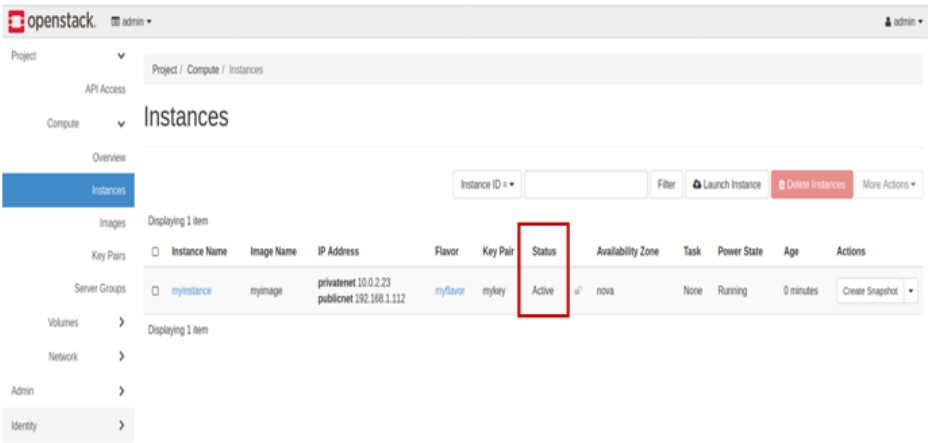 openstack. admin
admin
Project
API Access
Compute
Overview
Instances
Images
Key Pairs
Server Groups
Volumes
Network
Admin
Identity
Project / Compute / Instances
Instances
Instance ID = Filter Launch Instance Delete Instances More Actions
Displaying 1 item
Instance Name Image Name IP Address Flavor Key Pair Status Availability Zone Task Power State Age Actions
myinstance myimage privatenet 10.0.2.23 myflavor mykey Active nova None Running 0 minutes Create Snapshot
publicnet 192.168.1.112
Displaying 1 item